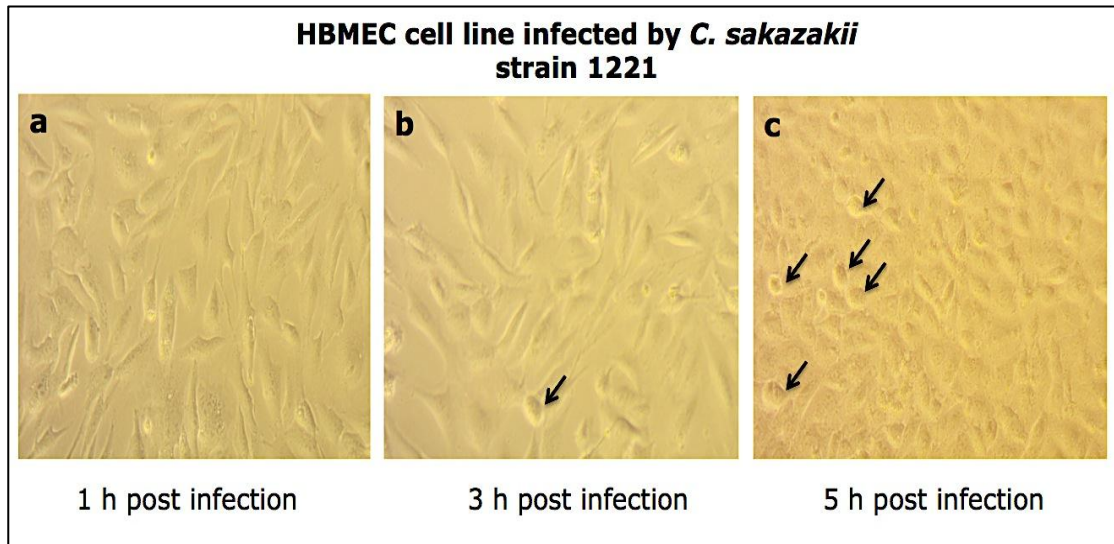 HBMEC cell line infected by C. sakazakii
strain 1221
a
b
c
1 h post infection
3 h post infection
5 h post infection